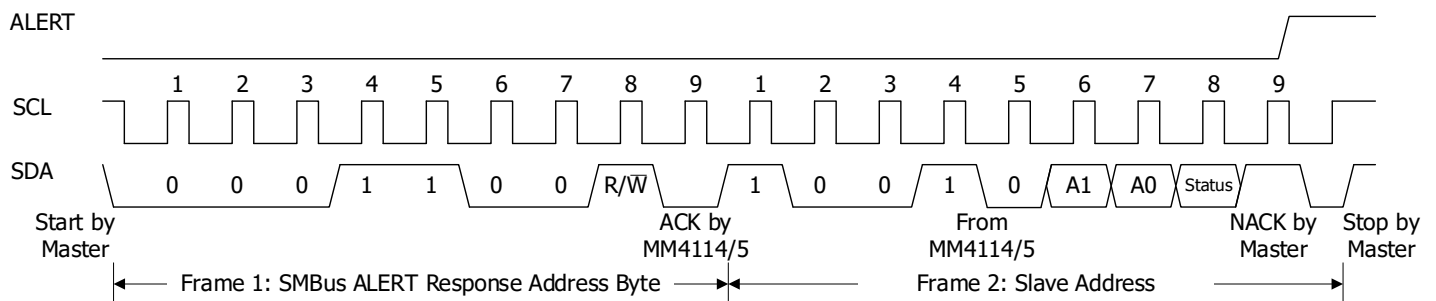 ALERT
1 2 3 4 5 6 7 8 9 1 2 3 4 5 6 7 8 9
SCL
SDA
0 0 0 1 1 0 0 R/W̅ 1 0 0 1 0 A1 A0 Status
Start by Master
ACK by MM4114/5
From MM4114/5
NACK by Master
Stop by Master
Frame 1: SMBus ALERT Response Address Byte
Frame 2: Slave Address